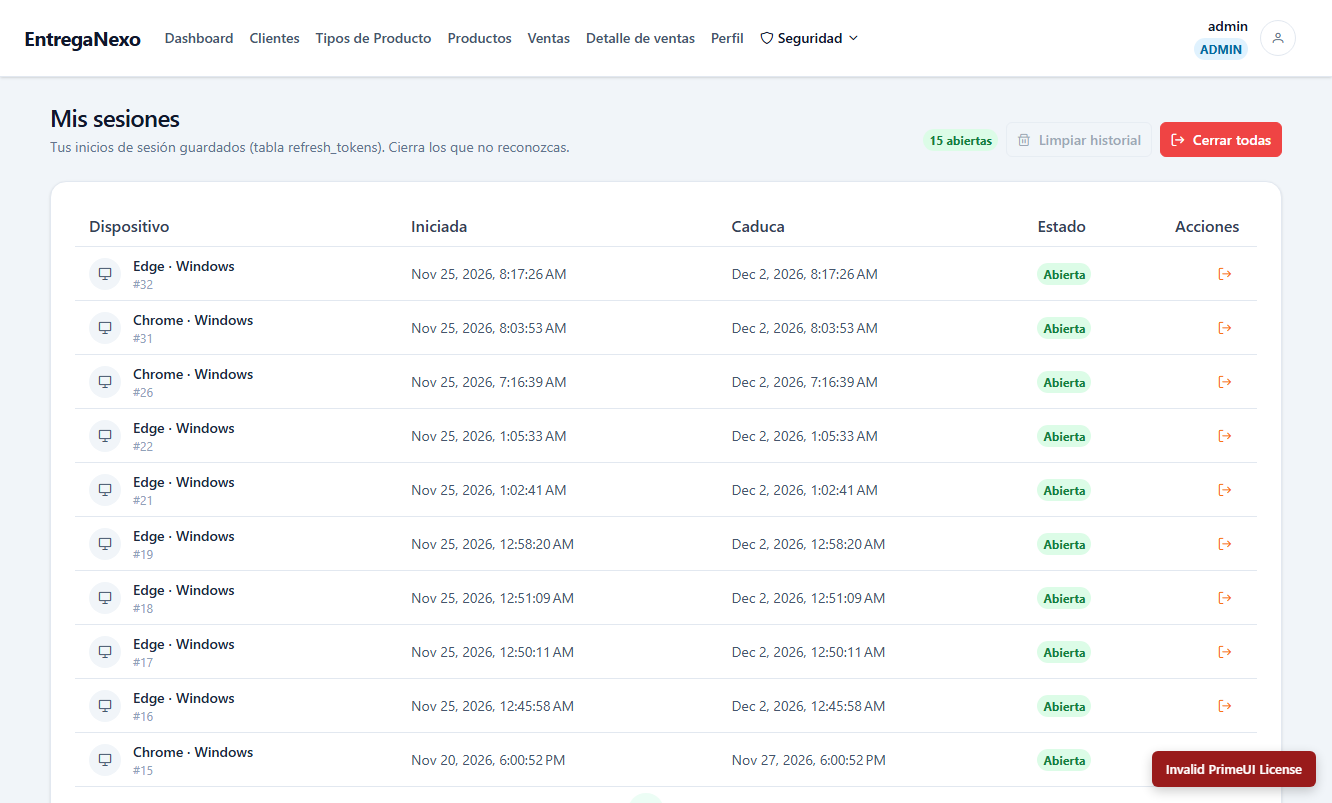 EntregaNexo Dashboard Clientes Tipos de Producto Productos Ventas Detalle de ventas Perfil Seguridad admin
ADMIN
Mis sesiones
Tus inicios de sesión guardados (tabla refresh_tokens). Cierra los que no reconozcas.
15 abiertas Limpiar historial Cerrar todas
Dispositivo Iniciada Caduca Estado Acciones
Edge · Windows
#32
Nov 25, 2026, 8:17:26 AM Dec 2, 2026, 8:17:26 AM Abierta
Chrome · Windows
#31
Nov 25, 2026, 8:03:53 AM Dec 2, 2026, 8:03:53 AM Abierta
Chrome · Windows
#26
Nov 25, 2026, 7:16:39 AM Dec 2, 2026, 7:16:39 AM Abierta
Edge · Windows
#22
Nov 25, 2026, 1:05:33 AM Dec 2, 2026, 1:05:33 AM Abierta
Edge · Windows
#21
Nov 25, 2026, 1:02:41 AM Dec 2, 2026, 1:02:41 AM Abierta
Edge · Windows
#19
Nov 25, 2026, 12:58:20 AM Dec 2, 2026, 12:58:20 AM Abierta
Edge · Windows
#18
Nov 25, 2026, 12:51:09 AM Dec 2, 2026, 12:51:09 AM Abierta
Edge · Windows
#17
Nov 25, 2026, 12:50:11 AM Dec 2, 2026, 12:50:11 AM Abierta
Edge · Windows
#16
Nov 25, 2026, 12:45:58 AM Dec 2, 2026, 12:45:58 AM Abierta
Chrome · Windows
#15
Nov 20, 2026, 6:00:52 PM Nov 27, 2026, 6:00:52 PM Abierta
Invalid PrimeUI License